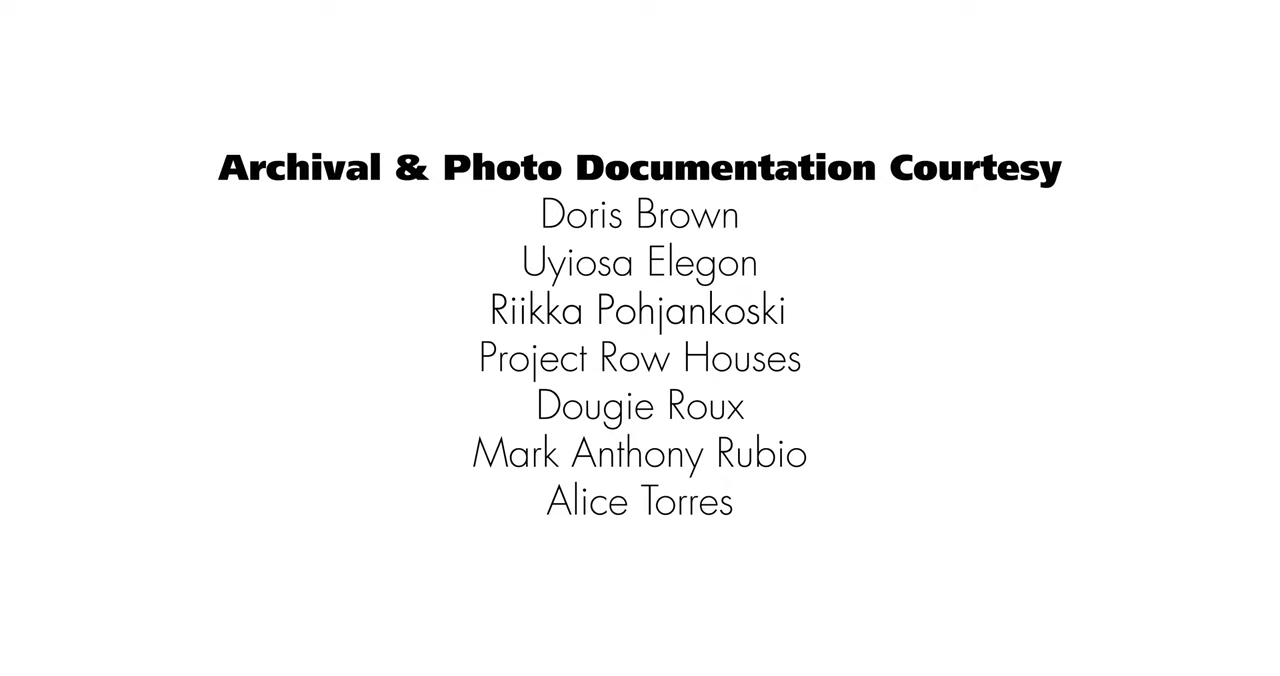 Archival & Photo Documentation Courtesy
Doris Brown
Uyiosa Elegon
Riikka Pohjankoski
Project Row Houses
Dougie Roux
Mark Anthony Rubio
Alice Torres